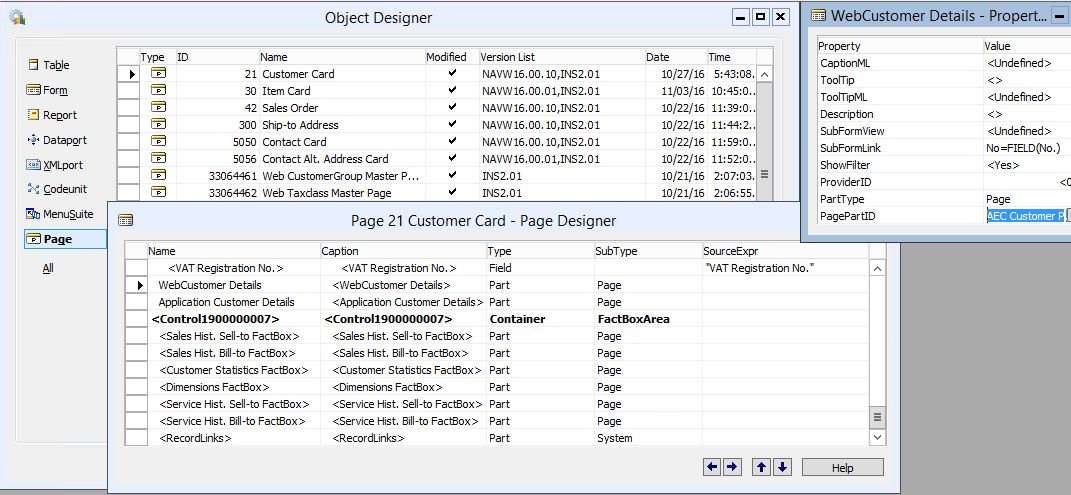 Object Designer
Type ID Name Modified Version List Date Time
21 Customer Card NAVW16.00.10,INS2.01 10/27/16 5:43:08...
30 Item Card NAVW16.00.01,INS2.01 11/03/16 10:45:0...
42 Sales Order NAVW16.00.10,INS2.01 10/22/16 11:39:0...
300 Ship-to Address NAVW16.00.10,INS2.01 10/22/16 11:44:2...
5050 Contact Card NAVW16.00.10,INS2.01 10/22/16 11:59:0...
5056 Contact Alt. Address Card NAVW16.00.01,INS2.01 10/22/16 11:52:0...
33064461 Web CustomerGroup Master P... INS2.01 10/21/16 2:07:03...
33064462 Web Taxclass Master Page INS2.01 10/21/16 2:06:55...
Table
Form
Report
Dataport
XMLport
Codeunit
MenuSuite
Page
All
WebCustomer Details - Propert...
Property Value
CaptionML <Undefined>
ToolTip <>
ToolTipML <Undefined>
Description <>
SubFormView <Undefined>
SubFormLink No=FIELD(No.)
ShowFilter <Yes>
ProviderID <0
PartType Page
PagePartID AEC Customer P
Page 21 Customer Card - Page Designer
Name Caption Type SubType SourceExpr
<VAT Registration No.> <VAT Registration No.> Field "VAT Registration No."
WebCustomer Details <WebCustomer Details> Part Page
Application Customer Details <Application Customer Details> Part Page
<Control1900000007> <Control1900000007> Container FactBoxArea
<Sales Hist. Sell-to FactBox> <Sales Hist. Sell-to FactBox> Part Page
<Sales Hist. Bill-to FactBox> <Sales Hist. Bill-to FactBox> Part Page
<Customer Statistics FactBox> <Customer Statistics FactBox> Part Page
<Dimensions FactBox> <Dimensions FactBox> Part Page
<Service Hist. Sell-to FactBox> <Service Hist. Sell-to FactBox> Part Page
<Service Hist. Bill-to FactBox> <Service Hist. Bill-to FactBox> Part Page
<RecordLinks> <RecordLinks> Part System
Help